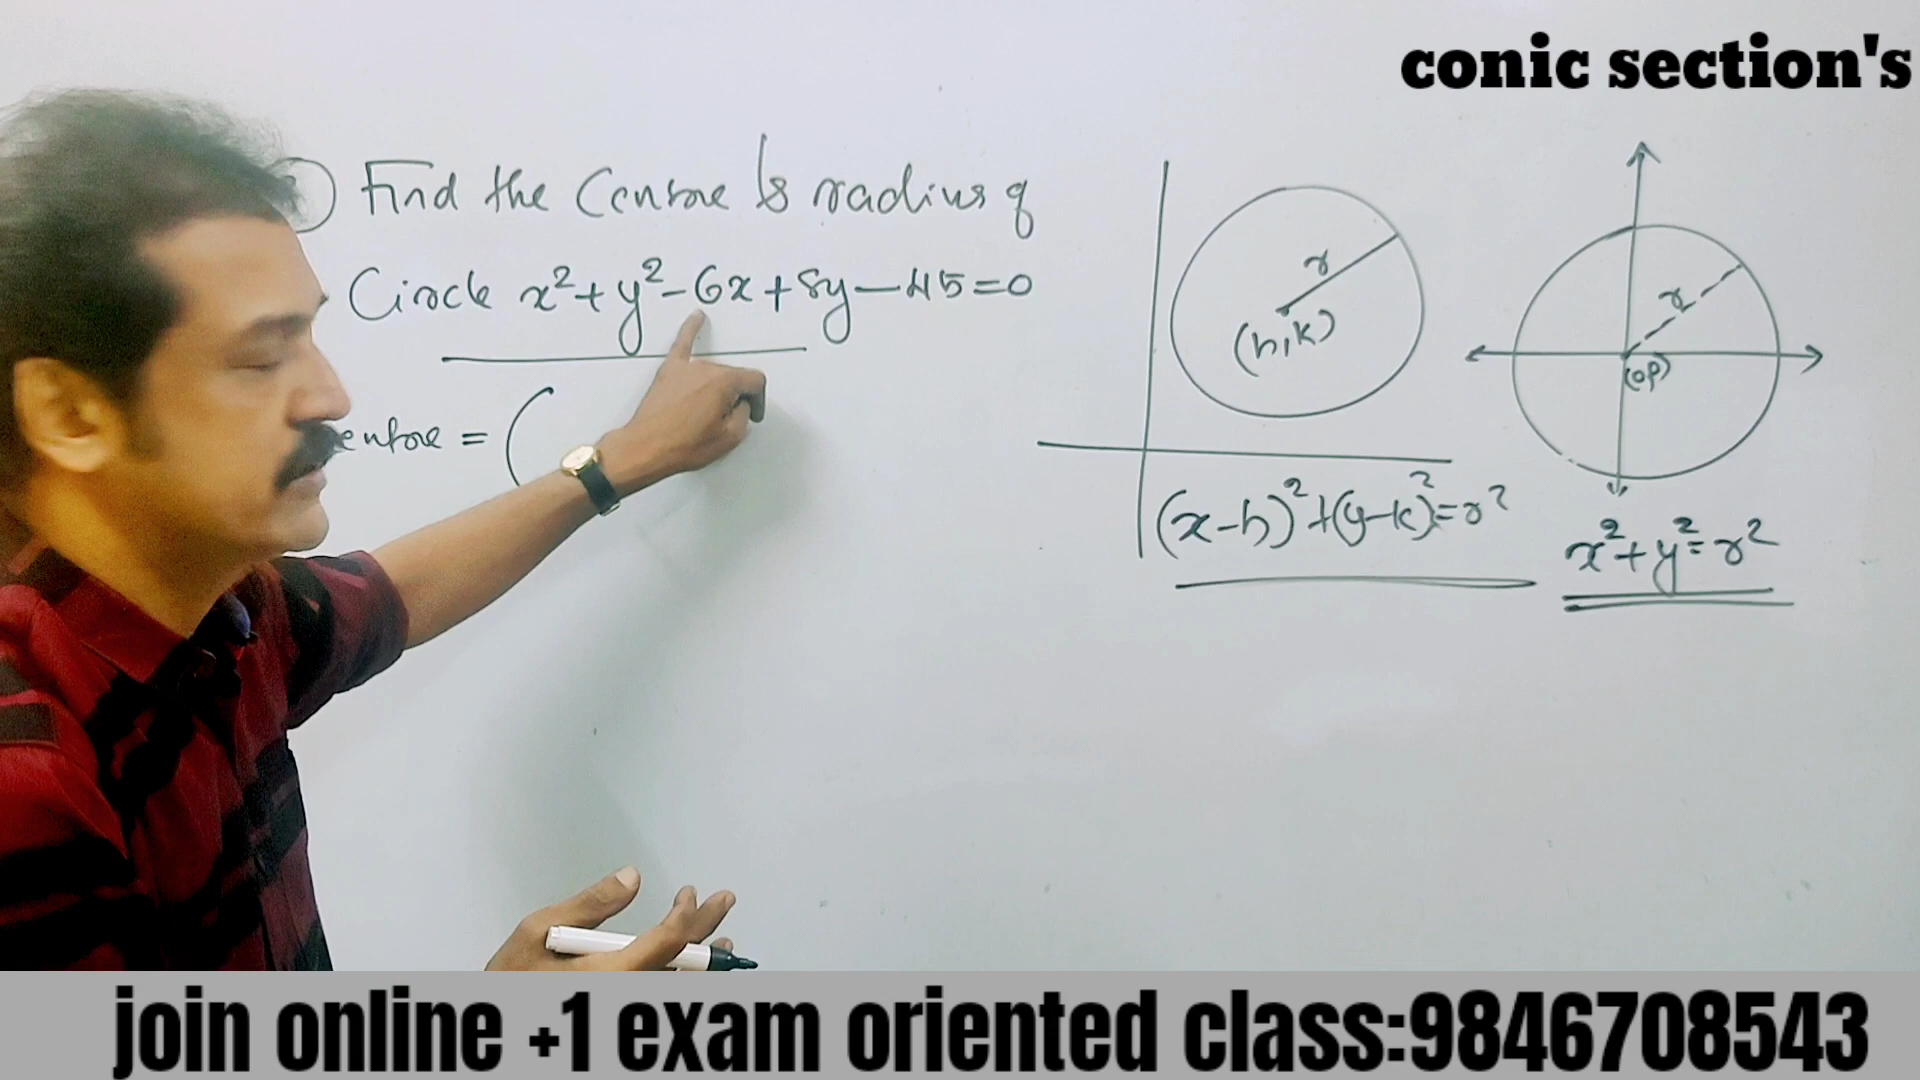 conic section's
Find the Centre & radius of
Circle x²+y²-6x+8y-45=0
entre = (
r
(h,k)
(x-h)²+(y-k)²=r²
r
(0,0)
x²+y²=r²
join online +1 exam oriented class:9846708543